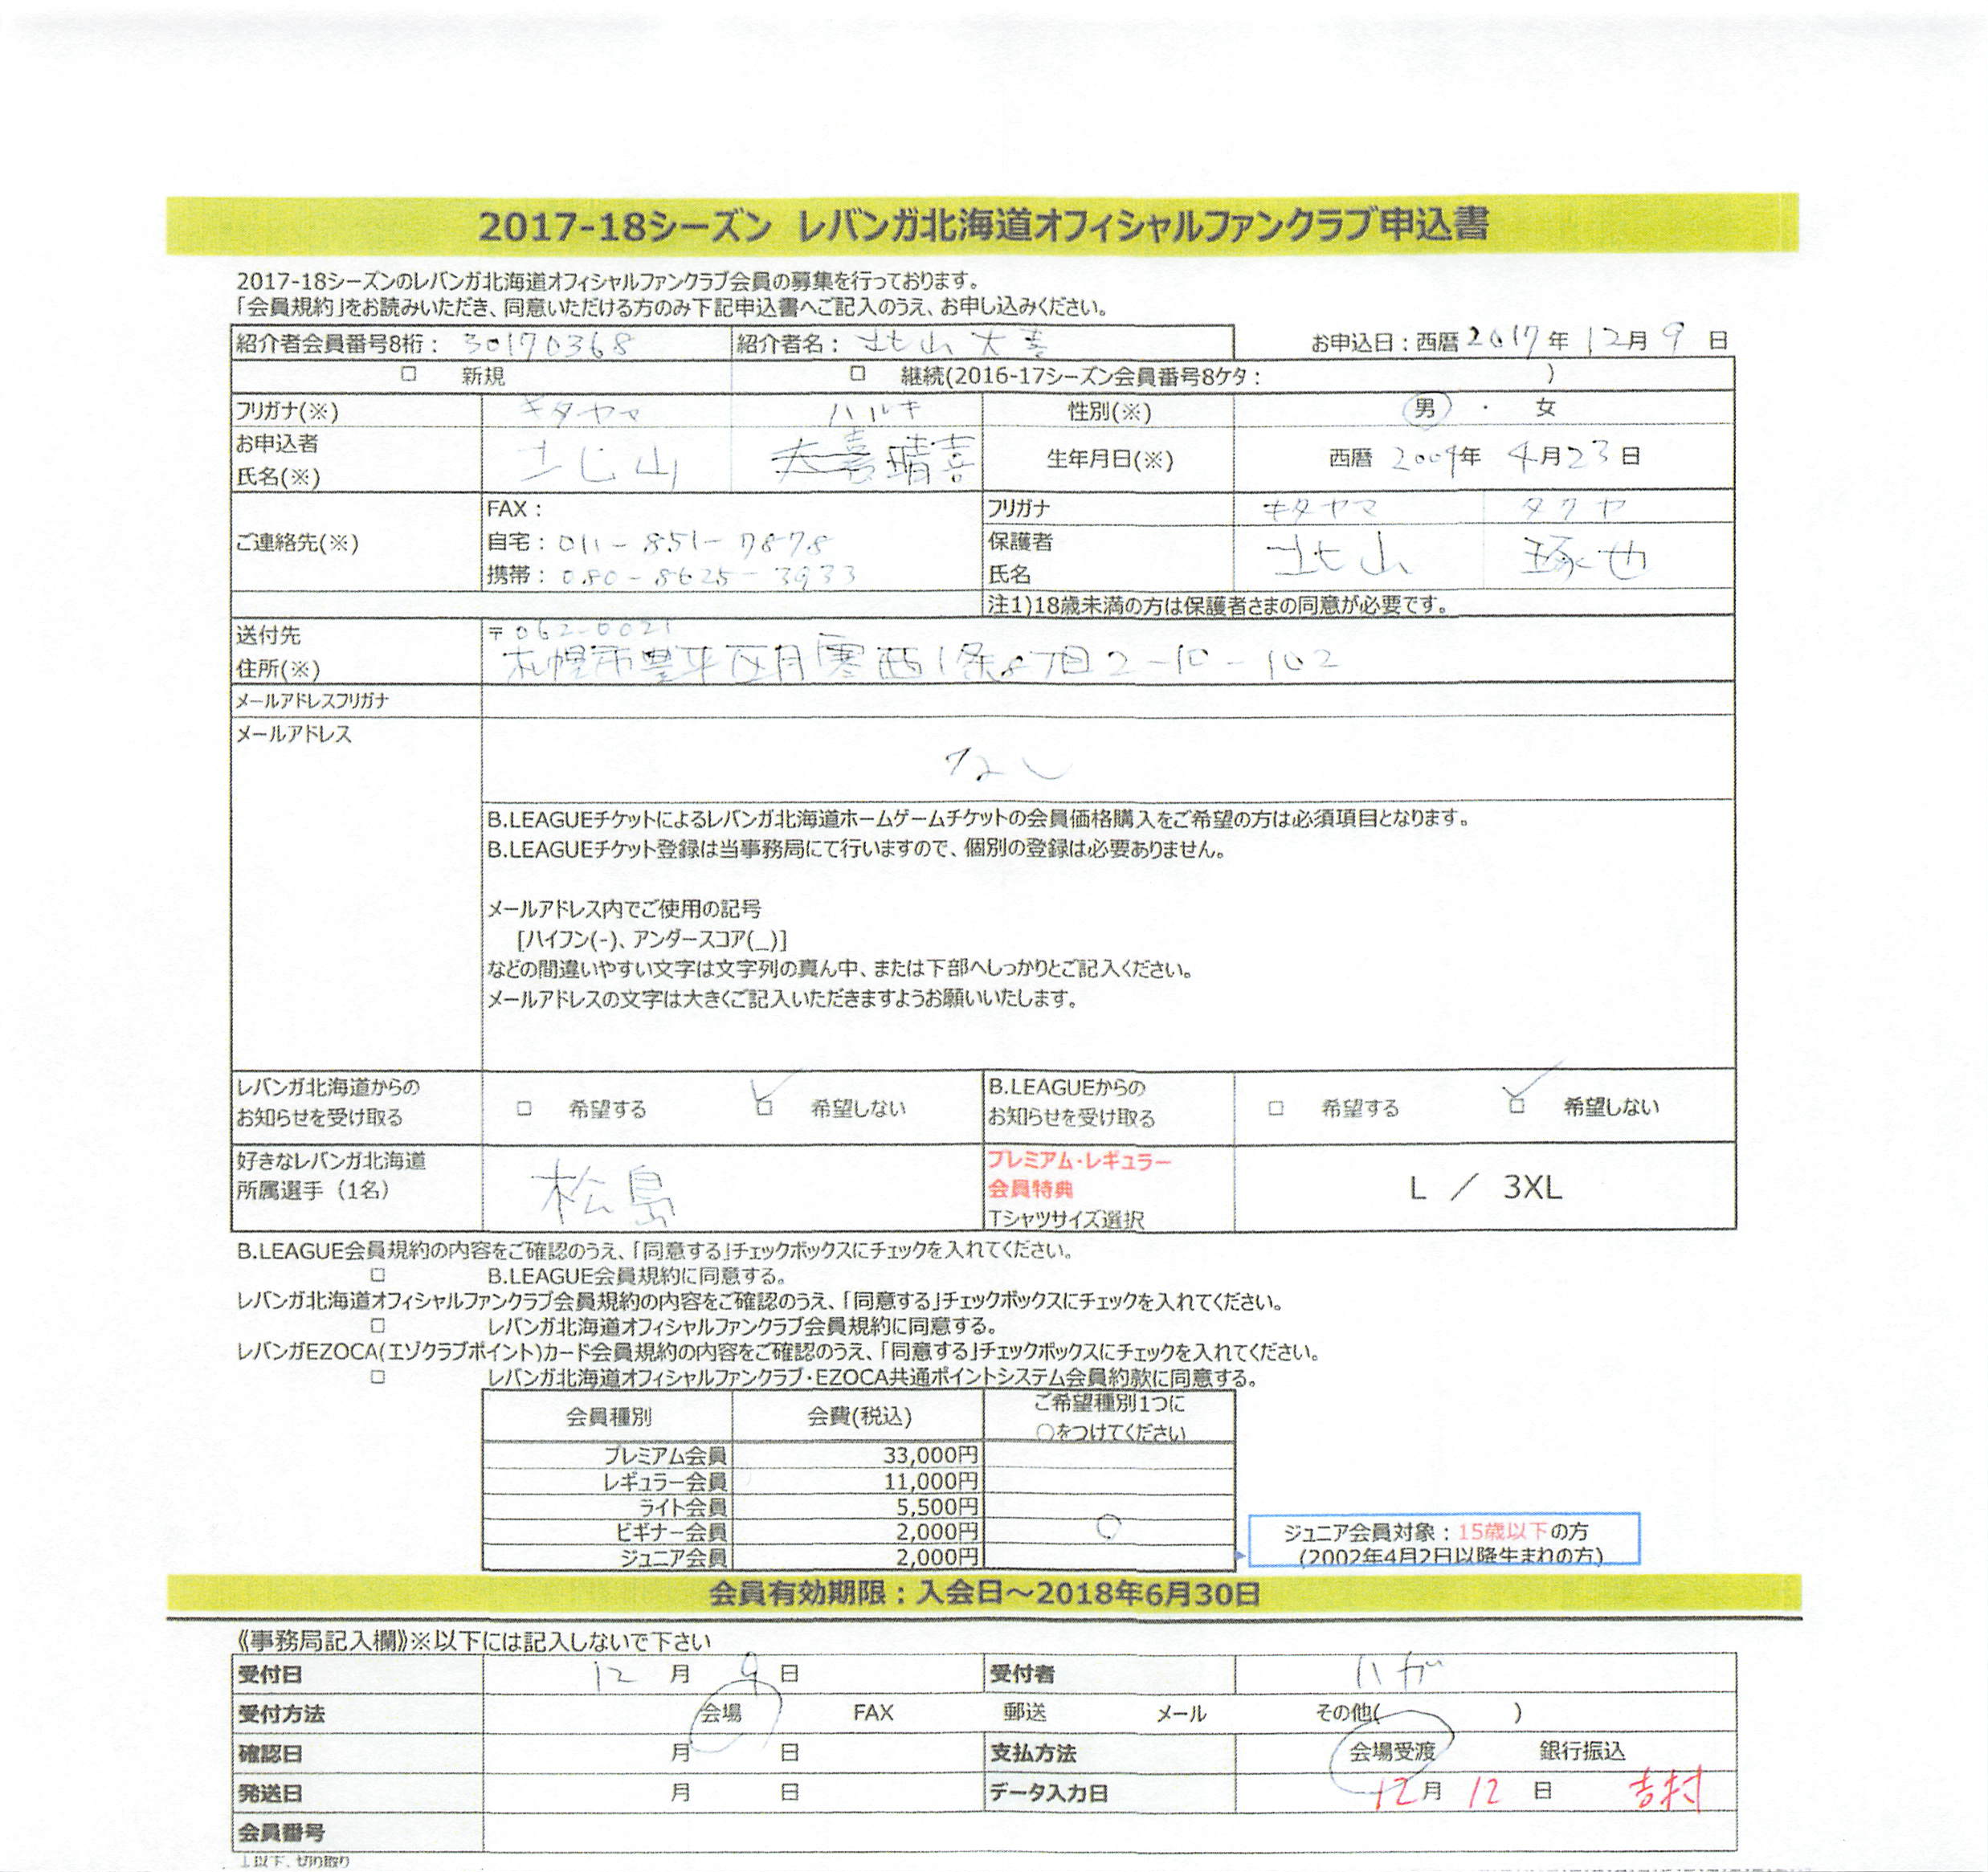 2017-18シーズン レバンガ北海道オフィシャルファンクラブ申込書
2017-18シーズンのレバンガ北海道オフィシャルファンクラブ会員の募集を行っております。
「会員規約」をお読みいただき、同意いただける方のみ下記申込書へご記入のうえ、お申し込みください。
紹介者会員番号8桁： 30170368 紹介者名： 北山 大喜 お申込日：西暦 2017 年 12月 9 日
□ 新規 □ 継続(2016-17シーズン会員番号8ケタ： )
フリガナ(※) キタヤマ ハルキ 性別(※) 男 ・ 女
お申込者
氏名(※) 北山 大喜 晴喜 生年月日(※) 西暦 2009年 4月23日
ご連絡先(※) FAX：
自宅：011-851-7878
携帯：080-8625-3933
フリガナ キタヤマ タクヤ
保護者
氏名 北山 琢也
注1)18歳未満の方は保護者さまの同意が必要です。
送付先
住所(※) 〒062-0021
札幌市豊平区月寒西1条8丁目2-10-102
メールアドレスフリガナ
メールアドレス
なし
B.LEAGUEチケットによるレバンガ北海道ホームゲームチケットの会員価格購入をご希望の方は必須項目となります。
B.LEAGUEチケット登録は当事務局にて行いますので、個別の登録は必要ありません。
メールアドレス内でご使用の記号
[ハイフン(-)、アンダースコア(_)]
などの間違いやすい文字は文字列の真ん中、または下部へしっかりとご記入ください。
メールアドレスの文字は大きくご記入いただきますようお願いいたします。
レバンガ北海道からの
お知らせを受け取る □ 希望する □ 希望しない
B.LEAGUEからの
お知らせを受け取る □ 希望する □ 希望しない
好きなレバンガ北海道
所属選手（1名） 松島
プレミアム・レギュラー
会員特典
Tシャツサイズ選択 L ／ 3XL
B.LEAGUE会員規約の内容をご確認のうえ、「同意する」チェックボックスにチェックを入れてください。
□ B.LEAGUE会員規約に同意する。
レバンガ北海道オフィシャルファンクラブ会員規約の内容をご確認のうえ、「同意する」チェックボックスにチェックを入れてください。
□ レバンガ北海道オフィシャルファンクラブ会員規約に同意する。
レバンガEZOCA(エゾクラブポイント)カード会員規約の内容をご確認のうえ、「同意する」チェックボックスにチェックを入れてください。
□ レバンガ北海道オフィシャルファンクラブ・EZOCA共通ポイントシステム会員約款に同意する。
会員種別 会費(税込) ご希望種別1つに
○をつけてください
プレミアム会員 33,000円
レギュラー会員 11,000円
ライト会員 5,500円
ビギナー会員 2,000円 ○
ジュニア会員 2,000円
ジュニア会員対象：15歳以下の方
(2002年4月2日以降生まれの方)
会員有効期限：入会日～2018年6月30日
《事務局記入欄》※以下には記入しないで下さい
受付日 12 月 9 日 受付者 ハガ
受付方法 会場 FAX 郵送 メール その他( )
確認日 月 日 支払方法 会場受渡 銀行振込
発送日 月 日 データ入力日 12月 12 日 吉村
会員番号
以下、切り取り